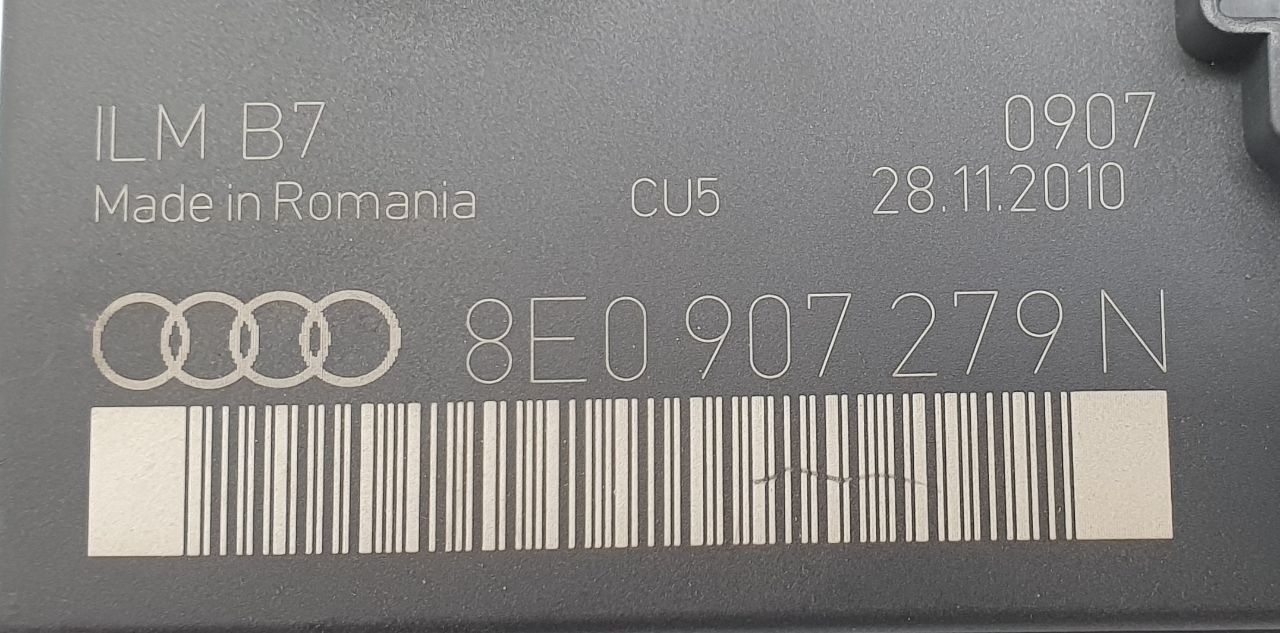 ILM B7 0907
Made in Romania CU5 28.11.2010
8E0 907 279 N